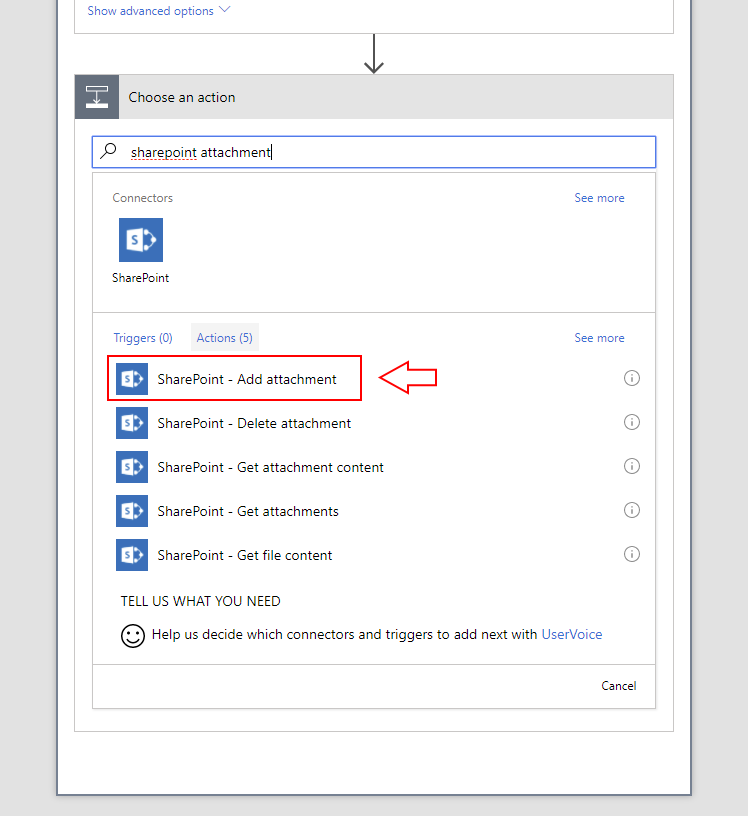 Show advanced options
Choose an action
sharepoint attachment
Connectors See more
SharePoint
Triggers (0) Actions (5) See more
SharePoint - Add attachment
SharePoint - Delete attachment
SharePoint - Get attachment content
SharePoint - Get attachments
SharePoint - Get file content
TELL US WHAT YOU NEED
Help us decide which connectors and triggers to add next with UserVoice
Cancel